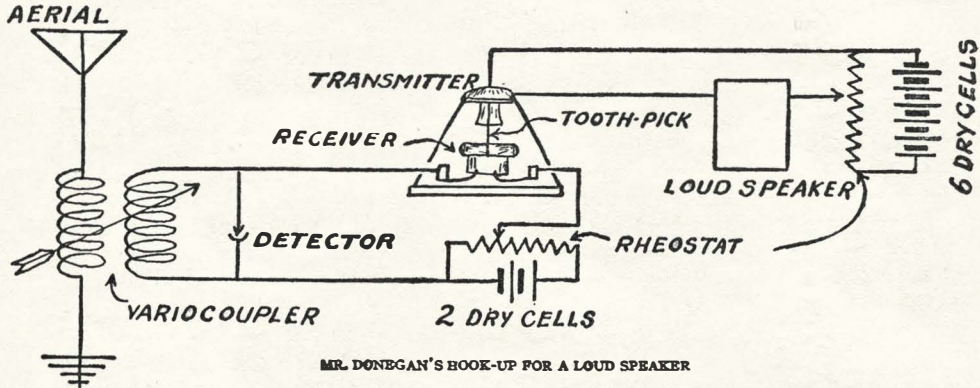 AERIAL
TRANSMITTER
TOOTH-PICK
RECEIVER
LOUD SPEAKER
6 DRY CELLS
DETECTOR
RHEOSTAT
VARIOCOUPLER
2 DRY CELLS
MR. DONEGAN'S HOOK-UP FOR A LOUD SPEAKER